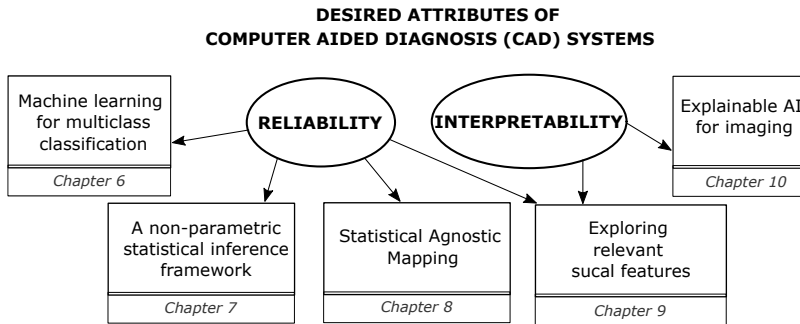 DESIRED ATTRIBUTES OF
COMPUTER AIDED DIAGNOSIS (CAD) SYSTEMS
Machine learning
for multiclass
classification
Chapter 6
RELIABILITY
INTERPRETABILITY
Explainable AI
for imaging
Chapter 10
A non-parametric
statistical inference
framework
Chapter 7
Statistical Agnostic
Mapping
Chapter 8
Exploring
relevant
sucal features
Chapter 9